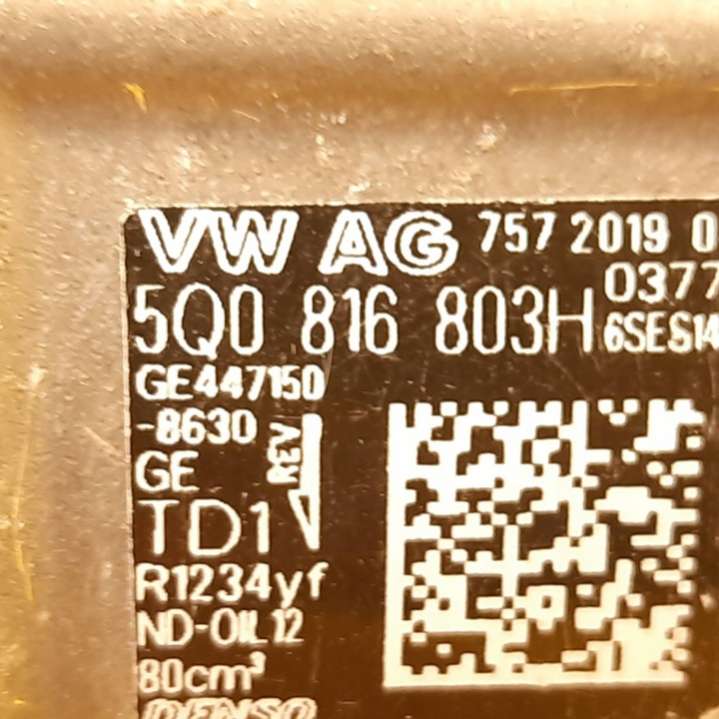 VW AG 757 2019 0
0377
5Q0 816 803H 6SES14
GE447150
-8630
REV
GE
TD1
R1234yf
ND-OIL 12
80cm³
DENSO